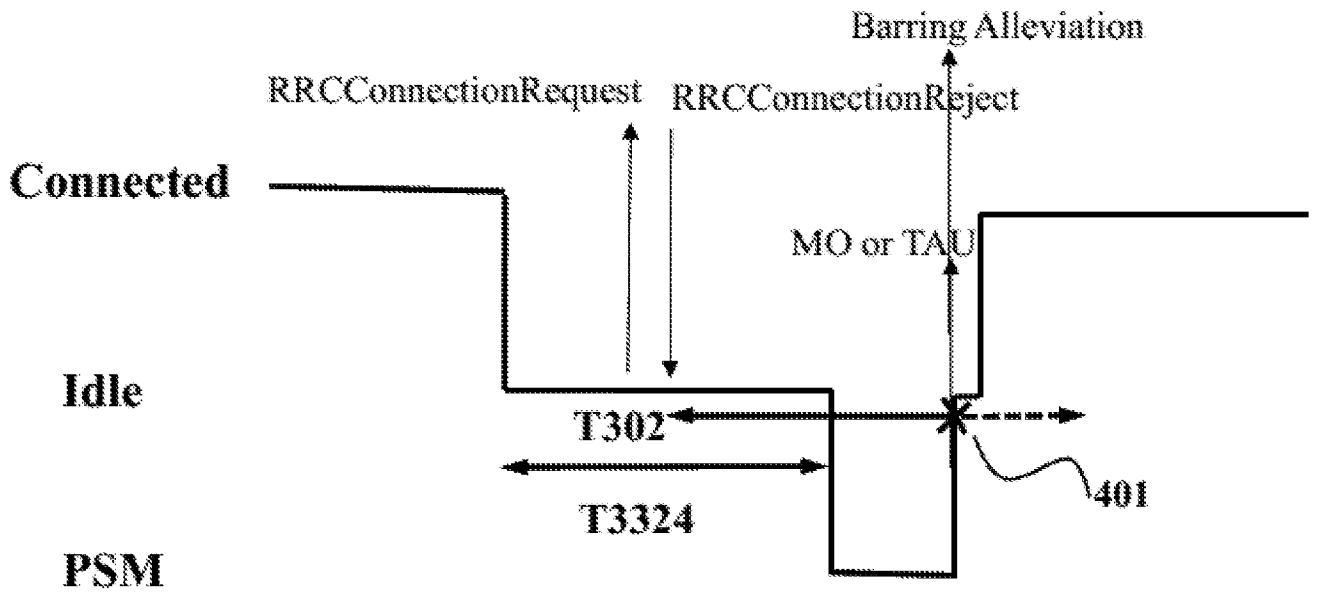 Barring Alleviation
RRCConnectionRequest
RRCConnectionReject
Connected
MO or TAU
Idle
T302
401
T3324
PSM